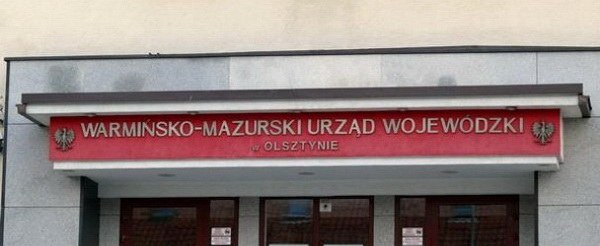 WARMIŃSKO-MAZURSKI URZĄD WOJEWÓDZKI
w OLSZTYNIE